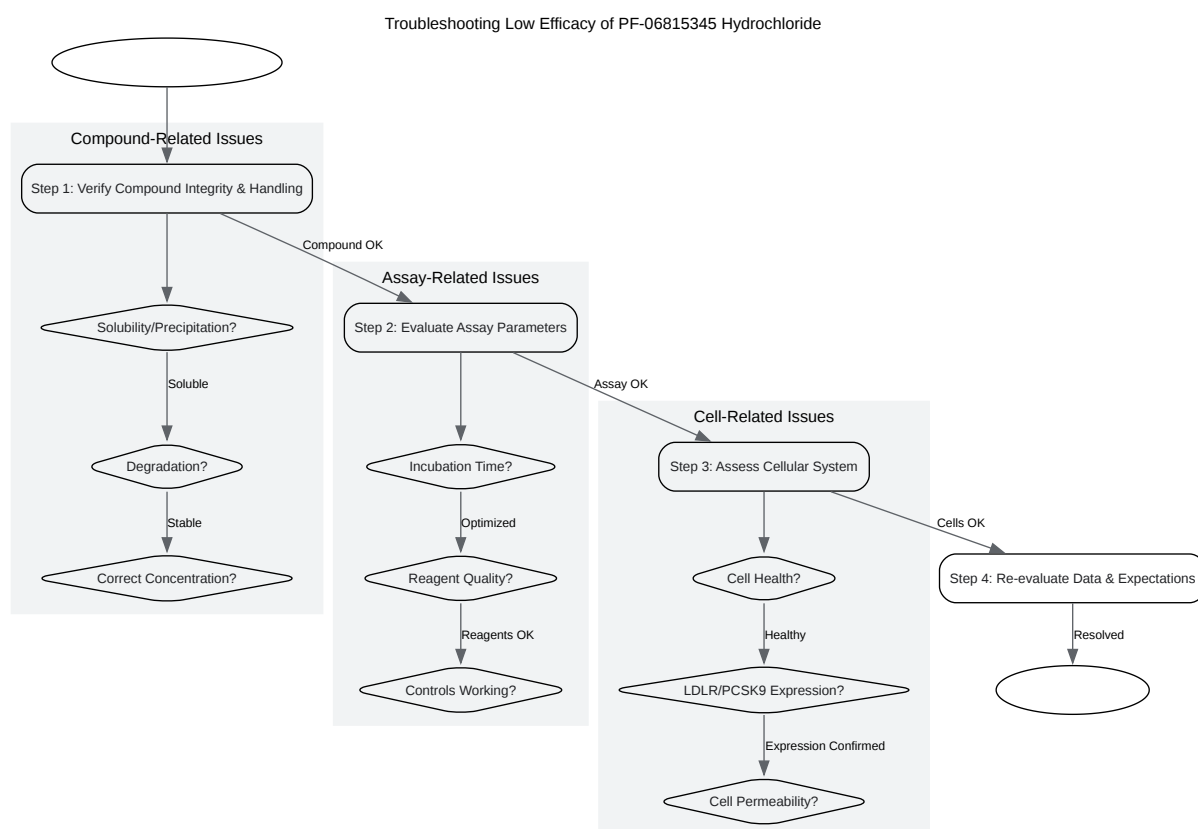 Troubleshooting Low Efficacy of PF-06815345 Hydrochloride
Compound-Related Issues
Step 1: Verify Compound Integrity & Handling
Compound OK
Solubility/Precipitation?
Soluble
Degradation?
Stable
Correct Concentration?
Assay-Related Issues
Step 2: Evaluate Assay Parameters
Assay OK
Incubation Time?
Optimized
Reagent Quality?
Reagents OK
Controls Working?
Cell-Related Issues
Step 3: Assess Cellular System
Cells OK
Cell Health?
Healthy
LDLR/PCSK9 Expression?
Expression Confirmed
Cell Permeability?
Step 4: Re-evaluate Data & Expectations
Resolved